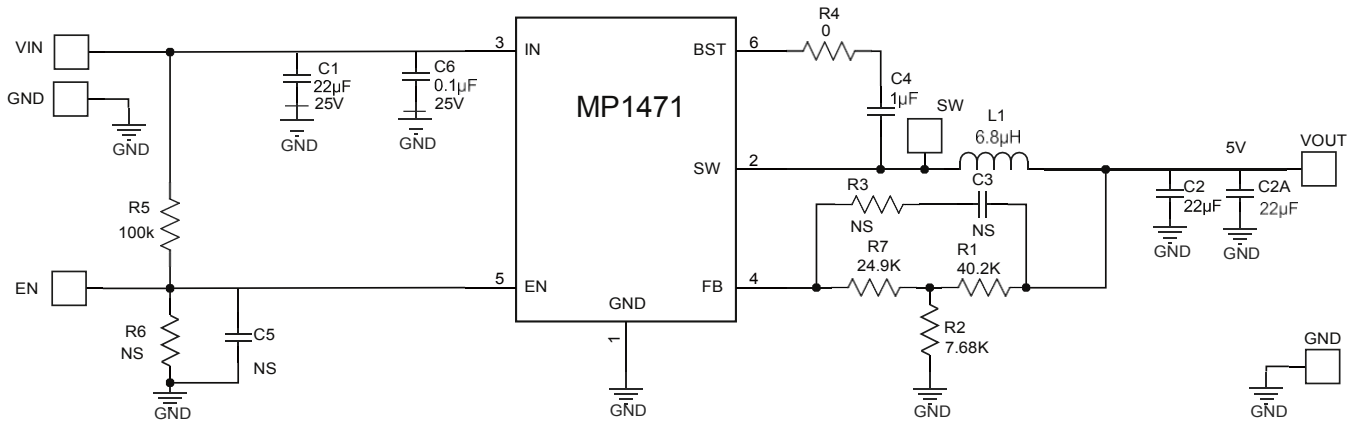 VIN
GND
GND
R5
100k
EN
R6
NS
C5
NS
GND
C1
22µF
25V
GND
C6
0.1µF
25V
GND
3
IN
5
EN
MP1471
BST
6
SW
2
FB
4
GND
1
GND
R4
0
C4
1µF
SW
L1
6.8µH
R3
NS
C3
NS
R7
24.9K
R1
40.2K
R2
7.68K
GND
5V
VOUT
C2
22µF
GND
C2A
22µF
GND
GND
GND